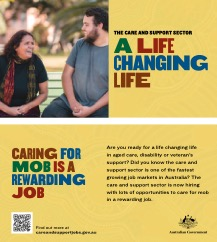 THE CARE AND SUPPORT SECTOR
A LIFE
CHANGING
LIFE
CARING FOR
MOB IS A
REWARDING
JOB
Are you ready for a life changing life
in aged care, disability or veteran's
support? Did you know the care and
support sector is one of the fastest
growing job markets in Australia? The
care and support sector is now hiring
with lots of opportunities to care for mob
in a rewarding job.
Find out more at
careandsupportjobs.gov.au
Australian Government